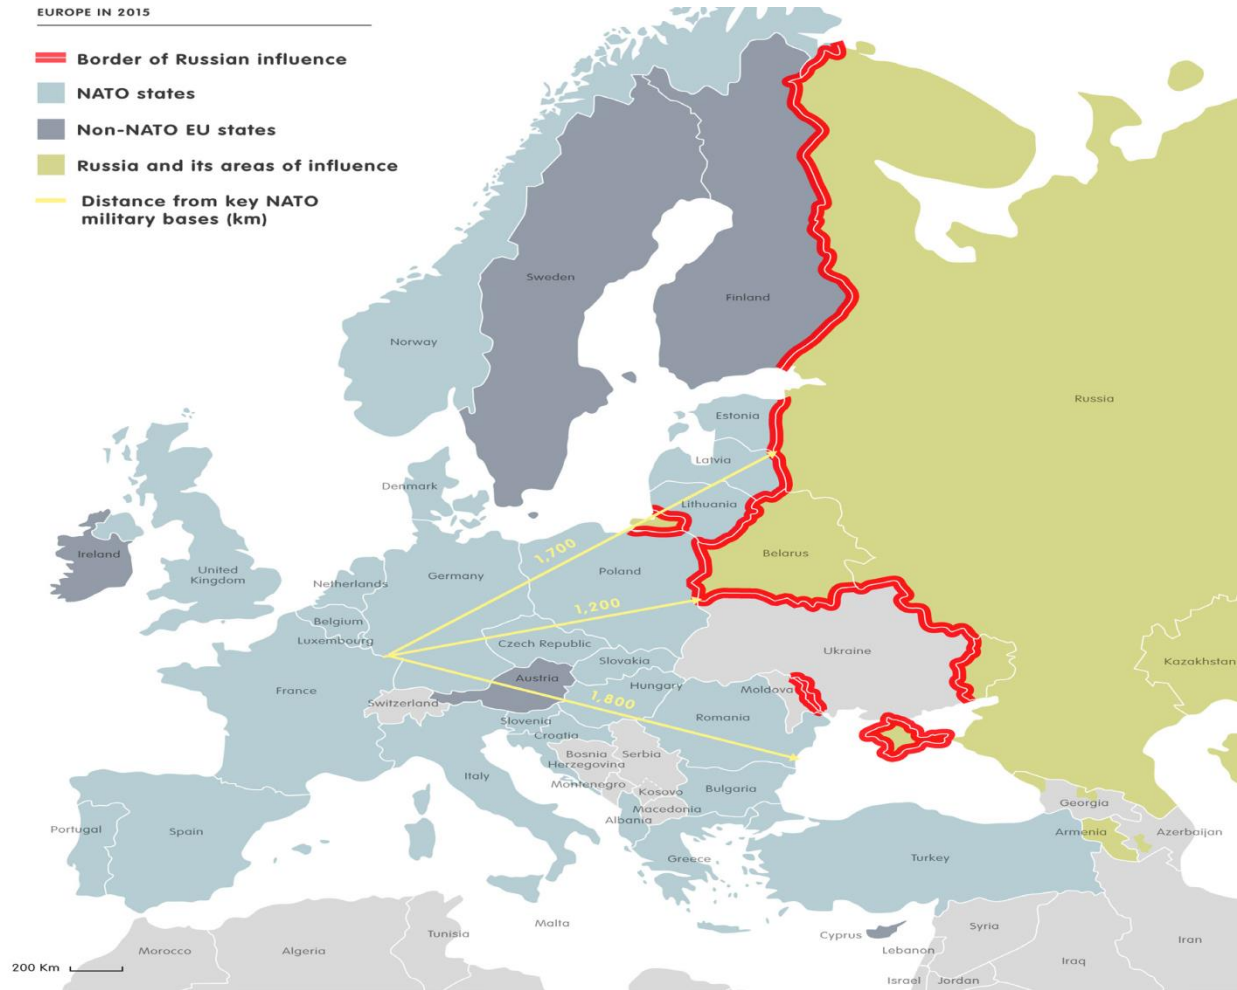 EUROPE IN 2015
Border of Russian influence
NATO states
Non-NATO EU states
Russia and its areas of influence
Distance from key NATO
military bases (km)
Sweden
Finland
Norway
Russia
Estonia
Latvia
Denmark
Lithuania
Ireland
United
Kingdom
Netherlands
Germany
1,700
Poland
Belarus
1,200
Belgium
Luxembourg
Czech Republic
Slovakia
Ukraine
Kazakhstan
France
Austria
Hungary
Moldova
Switzerland
1,800
Romania
Slovenia
Croatia
Bosnia
Herzegovina
Serbia
Italy
Montenegro
Kosovo
Bulgaria
Macedonia
Albania
Georgia
Portugal
Spain
Armenia
Azerbaijan
Greece
Turkey
Malta
Tunisia
Cyprus
Syria
Morocco
Algeria
Lebanon
Iran
Iraq
200 Km
Israel
Jordan